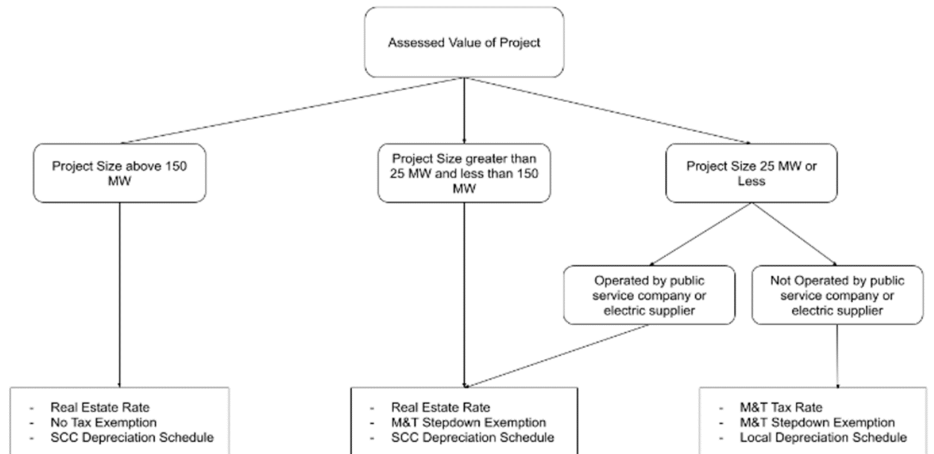 Assessed Value of Project
Project Size above 150
MW
Project Size greater than
25 MW and less than 150
MW
Project Size 25 MW or
Less
Operated by public
service company or
electric supplier
Not Operated by public
service company or
electric supplier
- Real Estate Rate
- No Tax Exemption
- SCC Depreciation Schedule
- Real Estate Rate
- M&T Stepdown Exemption
- SCC Depreciation Schedule
- M&T Tax Rate
- M&T Stepdown Exemption
- Local Depreciation Schedule